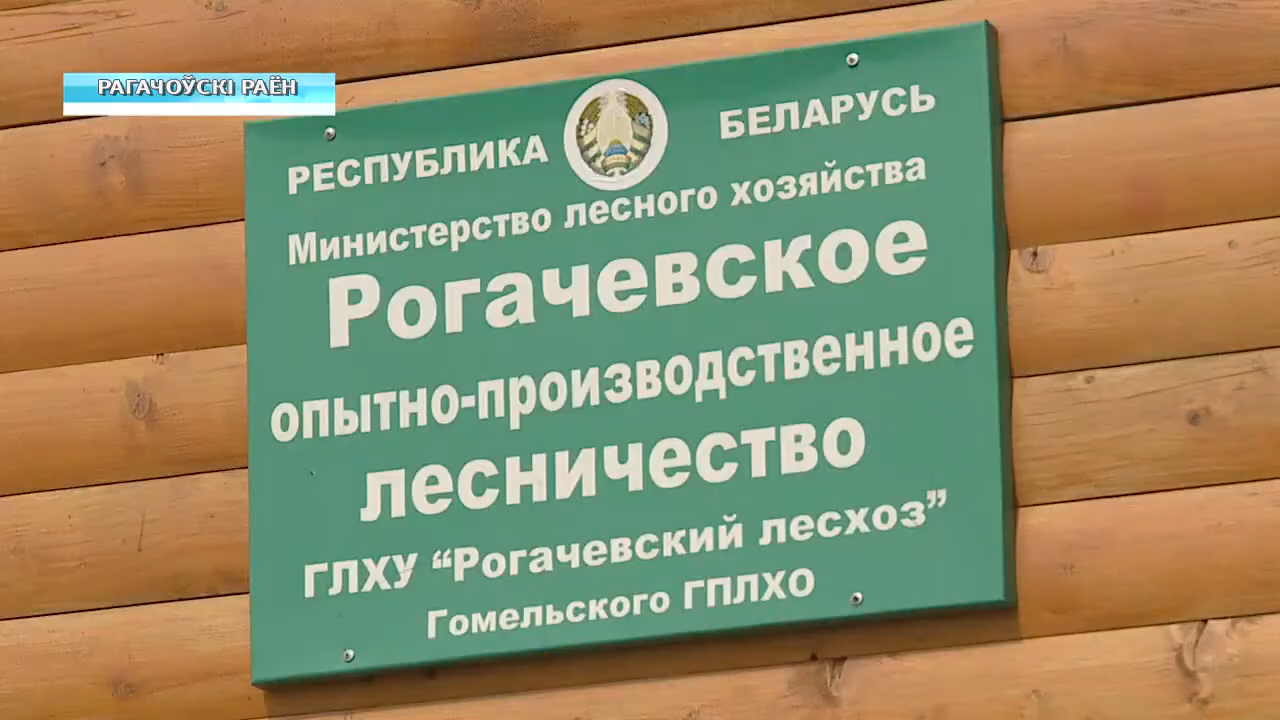 РАГАЧОЎСКІ РАЁН
РЕСПУБЛИКА БЕЛАРУСЬ
Министерство лесного хозяйства
Рогачевское
опытно-производственное
лесничество
ГЛХУ “Рогачевский лесхоз”
Гомельского ГПЛХО